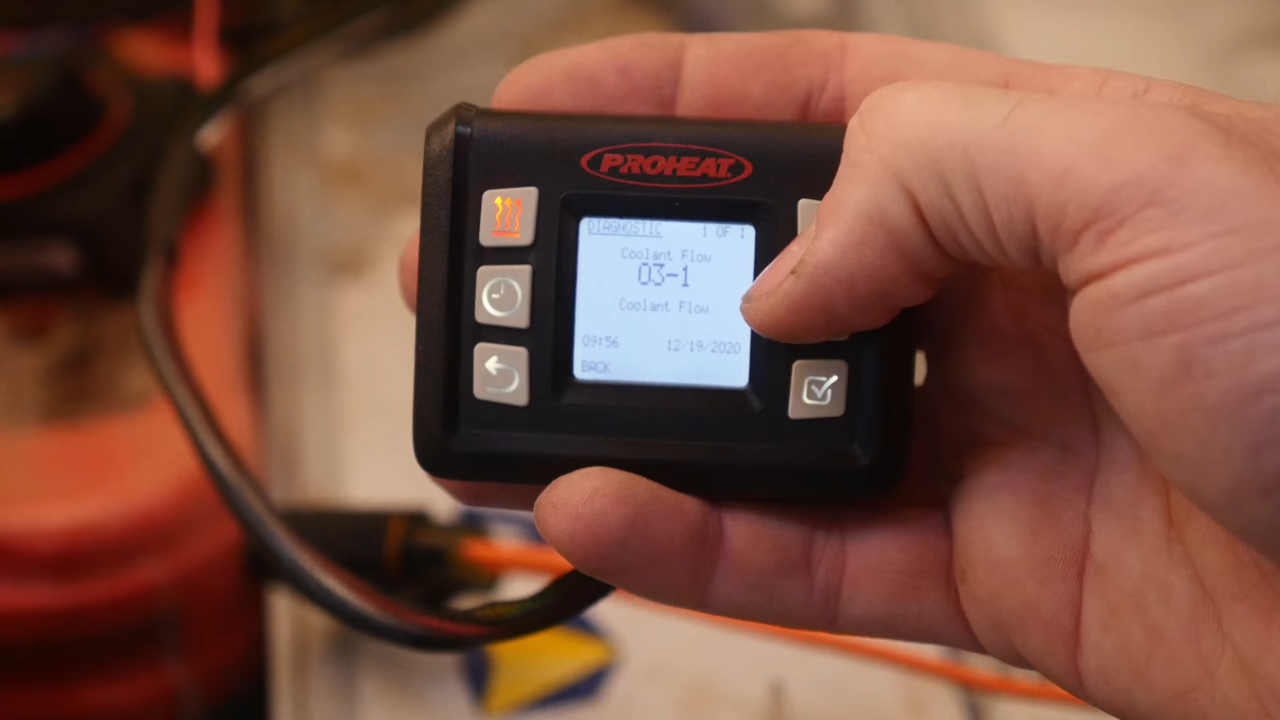 PROHEAT
DIAGNOSTIC 1 OF 1
Coolant Flow
03-1
Coolant Flow
09:56 12/19/2020
BACK